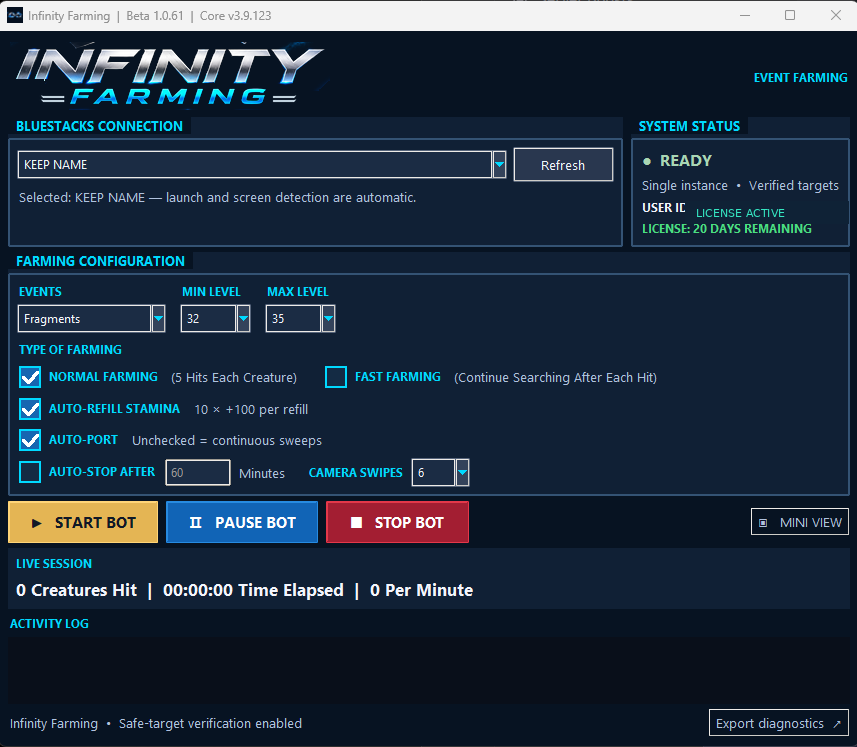 Infinity Farming | Beta 1.0.61 | Core v3.9.123
INFINITY
FARMING
EVENT FARMING
BLUESTACKS CONNECTION
KEEP NAME
Refresh
Selected: KEEP NAME — launch and screen detection are automatic.
SYSTEM STATUS
● READY
Single instance • Verified targets
USER ID
LICENSE ACTIVE
LICENSE: 20 DAYS REMAINING
FARMING CONFIGURATION
EVENTS MIN LEVEL MAX LEVEL
Fragments 32 35
TYPE OF FARMING
NORMAL FARMING (5 Hits Each Creature) FAST FARMING (Continue Searching After Each Hit)
AUTO-REFILL STAMINA 10 × +100 per refill
AUTO-PORT Unchecked = continuous sweeps
AUTO-STOP AFTER 60 Minutes CAMERA SWIPES 6
START BOT PAUSE BOT STOP BOT MINI VIEW
LIVE SESSION
0 Creatures Hit | 00:00:00 Time Elapsed | 0 Per Minute
ACTIVITY LOG
Infinity Farming • Safe-target verification enabled
Export diagnostics ↗